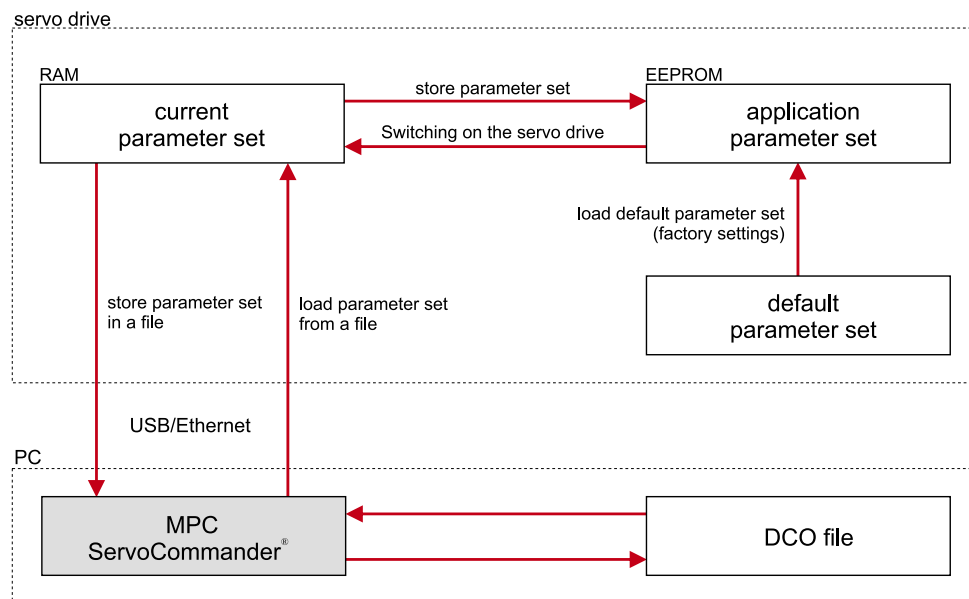 servo drive
RAM
EEPROM
current
parameter set
store parameter set
Switching on the servo drive
application
parameter set
load default parameter set
(factory settings)
default
parameter set
store parameter set
in a file
load parameter set
from a file
USB/Ethernet
PC
MPC
ServoCommander®
DCO file